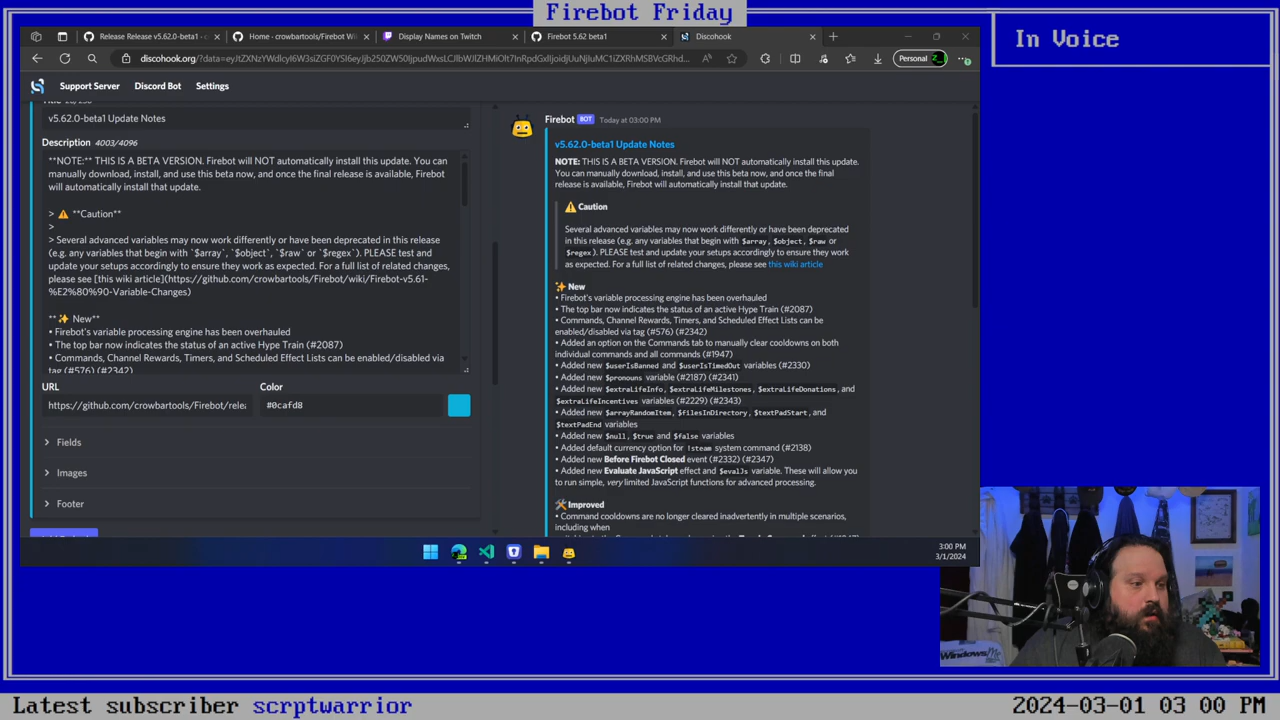 Firebot Friday
In Voice
Release Release v5.62.0-beta1 - c
Home - crowbartools/Firebot Wi
Display Names on Twitch
Firebot 5.62 beta1
Discohook
discohook.org/?data=
Personal
Support Server
Discord Bot
Settings
v5.62.0-beta1 Update Notes
Description 4003/4096
**NOTE:** THIS IS A BETA VERSION. Firebot will NOT automatically install this update. You can
manually download, install, and use this beta now, and once the final release is available, Firebot
will automatically install that update.
> ⚠️ **Caution**
>
> Several advanced variables may now work differently or have been deprecated in this release
(e.g. any variables that begin with `$array`, `$object`, `$raw` or `$regex`). PLEASE test and
update your setups accordingly to ensure they work as expected. For a full list of related changes,
please see [this wiki article](https://github.com/crowbartools/Firebot/wiki/Firebot-v5.61-
%E2%80%90-Variable-Changes)
**✨ New**
• Firebot's variable processing engine has been overhauled
• The top bar now indicates the status of an active Hype Train (#2087)
• Commands, Channel Rewards, Timers, and Scheduled Effect Lists can be enabled/disabled via
tag (#576) (#2342)
URL
Color
https://github.com/crowbartools/Firebot/relea
#0cafd8
Fields
Images
Footer
Firebot BOT Today at 03:00 PM
v5.62.0-beta1 Update Notes
NOTE: THIS IS A BETA VERSION. Firebot will NOT automatically install this update.
You can manually download, install, and use this beta now, and once the final
release is available, Firebot will automatically install that update.
⚠️ Caution
Several advanced variables may now work differently or have been deprecated
in this release (e.g. any variables that begin with $array, $object, $raw or
$regex). PLEASE test and update your setups accordingly to ensure they work
as expected. For a full list of related changes, please see this wiki article
✨ New
• Firebot's variable processing engine has been overhauled
• The top bar now indicates the status of an active Hype Train (#2087)
• Commands, Channel Rewards, Timers, and Scheduled Effect Lists can be
enabled/disabled via tag (#576) (#2342)
• Added an option on the Commands tab to manually clear cooldowns on both
individual commands and all commands (#1947)
• Added new $userIsBanned and $userIsTimedOut variables (#2330)
• Added new $pronouns variable (#2187) (#2341)
• Added new $extraLifeInfo, $extraLifeMilestones, $extraLifeDonations, and
$extraLifeIncentives variables (#2229) (#2343)
• Added new $arrayRandomItem, $filesInDirectory, $textPadStart, and
$textPadEnd variables
• Added new $null, $true and $false variables
• Added default currency option for !steam system command (#2138)
• Added new Before Firebot Closed event (#2332) (#2347)
• Added new Evaluate JavaScript effect and $evalJs variable. These will allow you
to run simple, very limited JavaScript functions for advanced processing.
🛠️ Improved
• Command cooldowns are no longer cleared inadvertently in multiple scenarios,
including when
3:00 PM
3/1/2024
Latest subscriber scrptwarrior
2024-03-01 03 00 PM